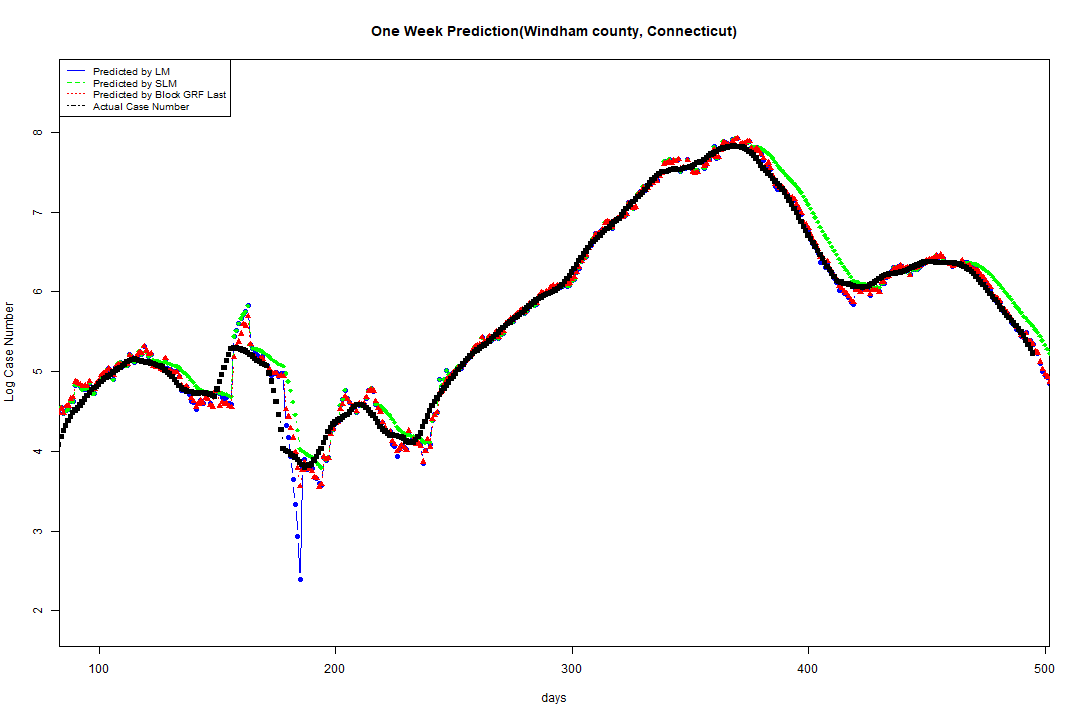 One Week Prediction(Windham county, Connecticut)
Predicted by LM
Predicted by SLM
Predicted by Block GRF Last
Actual Case Number
8
7
6
5
4
3
2
Log Case Number
100 200 300 400 500
days